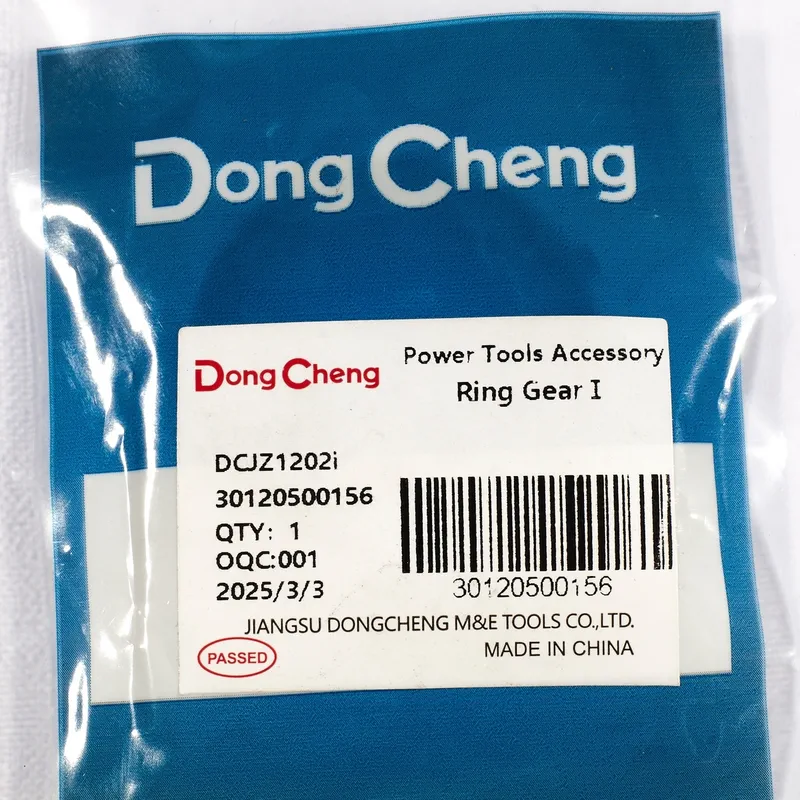 Dong Cheng
Dong Cheng
Power Tools Accessory
Ring Gear I
DCJZ1202i
30120500156
QTY: 1
OQC:001
2025/3/3
30120500156
JIANGSU DONGCHENG M&E TOOLS CO.,LTD.
PASSED
MADE IN CHINA